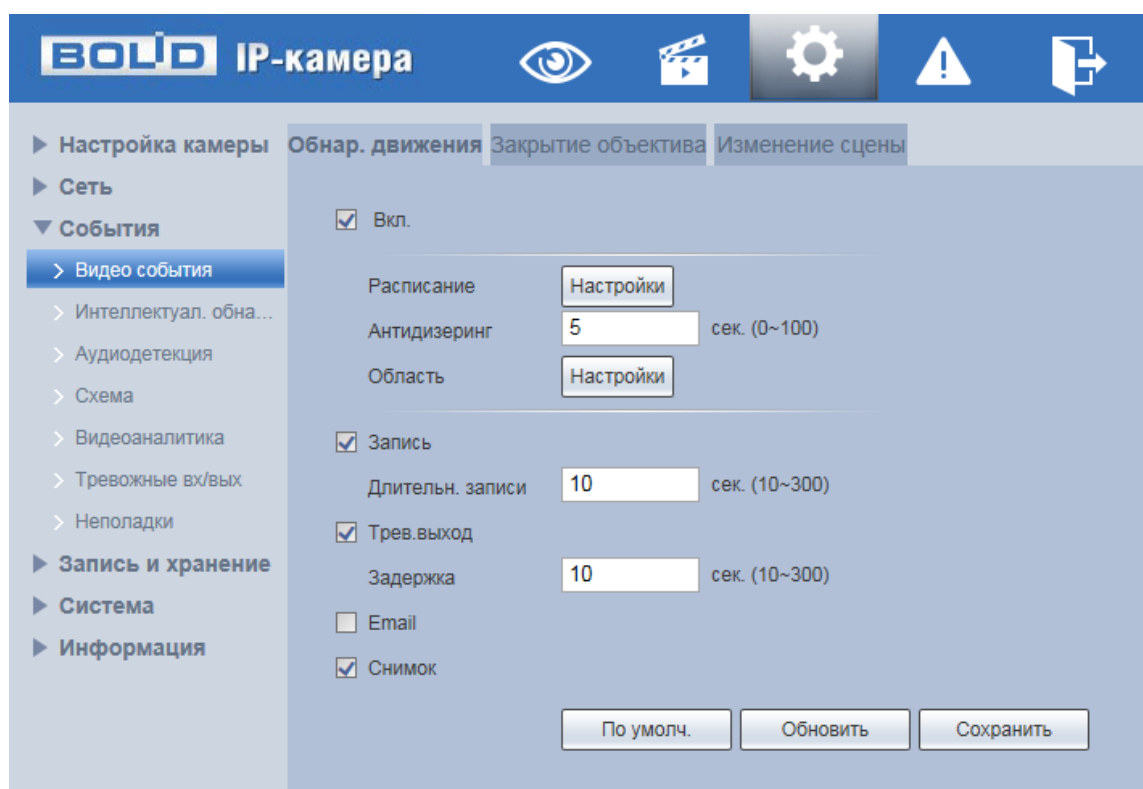 BOLID IP-камера
Настройка камеры
Сеть
События
Видео события
Интеллектуал. обна...
Аудиодетекция
Схема
Видеоаналитика
Тревожные вх/вых
Неполадки
Запись и хранение
Система
Информация
Обнар. движения Закрытие объектива Изменение сцены
Вкл.
Расписание Настройки
Антидизеринг 5 сек. (0~100)
Область Настройки
Запись
Длительн. записи 10 сек. (10~300)
Трев.выход
Задержка 10 сек. (10~300)
Email
Снимок
По умолч. Обновить Сохранить